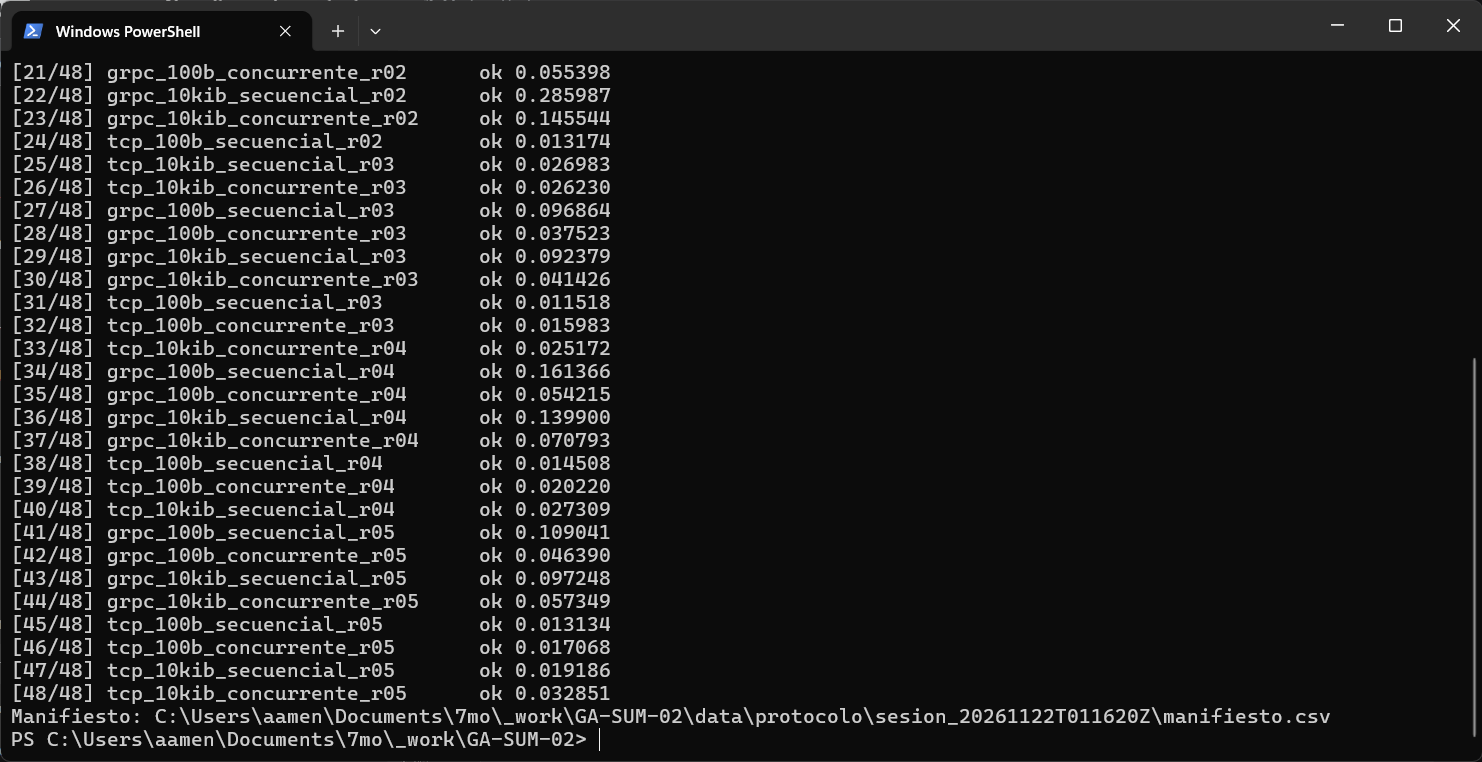 Windows PowerShell
[21/48] grpc_100b_concurrente_r02 ok 0.055398
[22/48] grpc_10kib_secuencial_r02 ok 0.285987
[23/48] grpc_10kib_concurrente_r02 ok 0.145544
[24/48] tcp_100b_secuencial_r02 ok 0.013174
[25/48] tcp_10kib_secuencial_r03 ok 0.026983
[26/48] tcp_10kib_concurrente_r03 ok 0.026230
[27/48] grpc_100b_secuencial_r03 ok 0.096864
[28/48] grpc_100b_concurrente_r03 ok 0.037523
[29/48] grpc_10kib_secuencial_r03 ok 0.092379
[30/48] grpc_10kib_concurrente_r03 ok 0.041426
[31/48] tcp_100b_secuencial_r03 ok 0.011518
[32/48] tcp_100b_concurrente_r03 ok 0.015983
[33/48] tcp_10kib_concurrente_r04 ok 0.025172
[34/48] grpc_100b_secuencial_r04 ok 0.161366
[35/48] grpc_100b_concurrente_r04 ok 0.054215
[36/48] grpc_10kib_secuencial_r04 ok 0.139900
[37/48] grpc_10kib_concurrente_r04 ok 0.070793
[38/48] tcp_100b_secuencial_r04 ok 0.014508
[39/48] tcp_100b_concurrente_r04 ok 0.020220
[40/48] tcp_10kib_secuencial_r04 ok 0.027309
[41/48] grpc_100b_secuencial_r05 ok 0.109041
[42/48] grpc_100b_concurrente_r05 ok 0.046390
[43/48] grpc_10kib_secuencial_r05 ok 0.097248
[44/48] grpc_10kib_concurrente_r05 ok 0.057349
[45/48] tcp_100b_secuencial_r05 ok 0.013134
[46/48] tcp_100b_concurrente_r05 ok 0.017068
[47/48] tcp_10kib_secuencial_r05 ok 0.019186
[48/48] tcp_10kib_concurrente_r05 ok 0.032851
Manifiesto: C:\Users\aamen\Documents\7mo\_work\GA-SUM-02\data\protocolo\sesion_20261122T011620Z\manifiesto.csv
PS C:\Users\aamen\Documents\7mo\_work\GA-SUM-02>